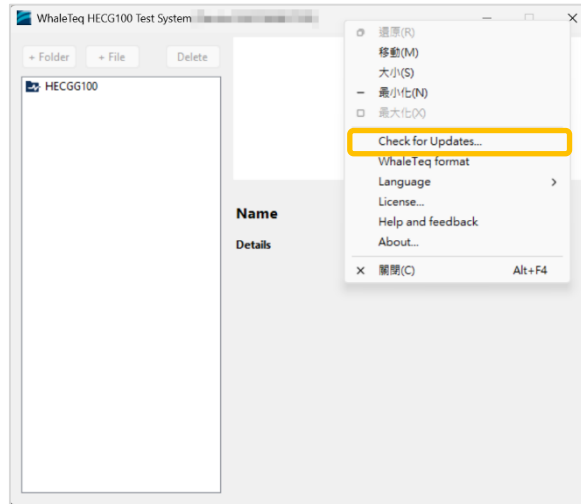 WhaleTeq HECG100 Test System
+ Folder + File Delete
HECGG100
Name
Details
還原(R)
移動(M)
大小(S)
最小化(N)
最大化(X)
Check for Updates...
WhaleTeq format
Language
License...
Help and feedback
About...
關閉(C) Alt+F4